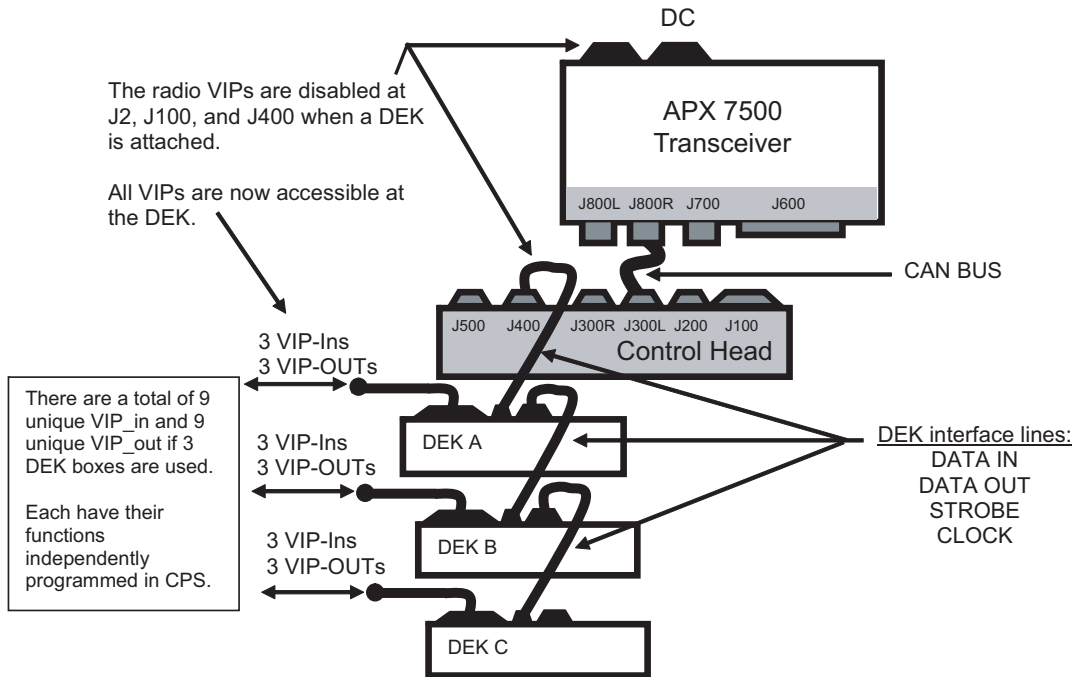 DC
The radio VIPs are disabled at
J2, J100, and J400 when a DEK
is attached.
All VIPs are now accessible at
the DEK.
APX 7500
Transceiver
J800L J800R J700 J600
CAN BUS
J500 J400 J300R J300L J200 J100
Control Head
3 VIP-Ins
3 VIP-OUTs
There are a total of 9
unique VIP_in and 9
unique VIP_out if 3
DEK boxes are used.
Each have their
functions
independently
programmed in CPS.
DEK A
3 VIP-Ins
3 VIP-OUTs
DEK B
3 VIP-Ins
3 VIP-OUTs
DEK C
DEK interface lines:
DATA IN
DATA OUT
STROBE
CLOCK